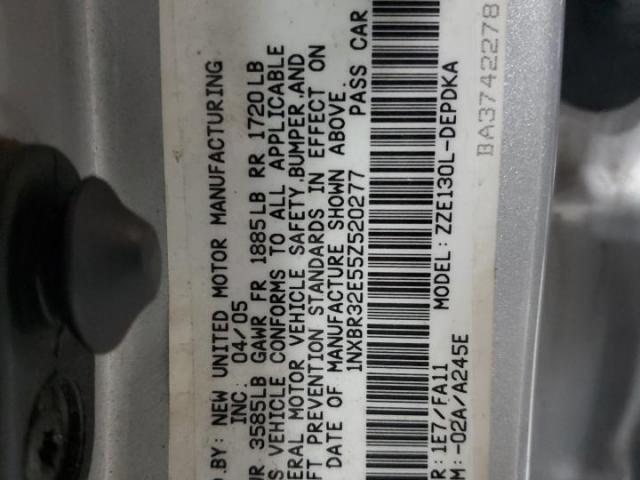 D.BY: NEW UNITED MOTOR MANUFACTURING
INC. 04/05
3585LB GAWR FR 1885LB RR 1720LB
VEHICLE CONFORMS TO ALL APPLICABLE
MOTOR VEHICLE SAFETY,BUMPER,AND
PREVENTION STANDARDS IN EFFECT ON
DATE OF MANUFACTURE SHOWN ABOVE.
1NXBR32E55Z520277 PASS CAR
R: 1E7/FA11 MODEL: ZZE130L-DEPDKA
M: -02A/A245E
BA3742278